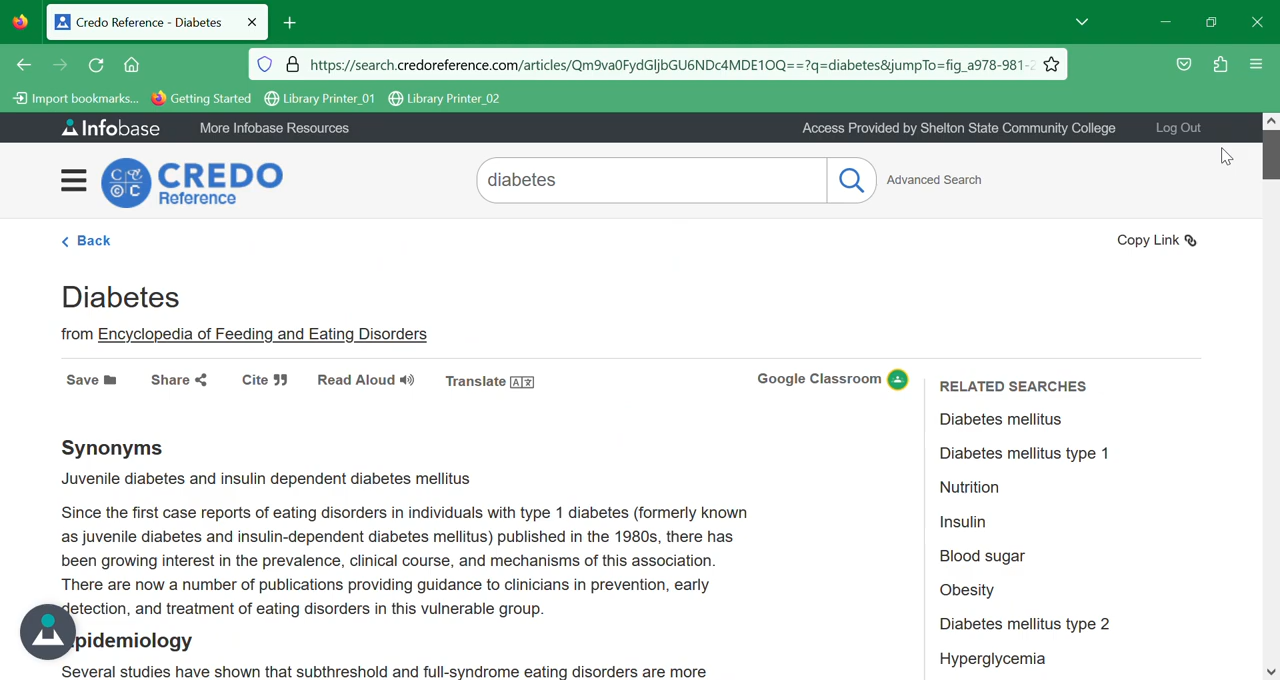 Credo Reference - Diabetes
https://search.credoreference.com/articles/Qm9va0FydGljbGU6NDc4MDE1OQ==?q=diabetes&jumpTo=fig_a978-981-2
Import bookmarks... Getting Started Library Printer_01 Library Printer_02
Infobase More Infobase Resources Access Provided by Shelton State Community College Log Out
CREDO Reference diabetes Advanced Search
Back Copy Link
Diabetes
from Encyclopedia of Feeding and Eating Disorders
Save Share Cite Read Aloud Translate Google Classroom
Synonyms
Juvenile diabetes and insulin dependent diabetes mellitus
Since the first case reports of eating disorders in individuals with type 1 diabetes (formerly known
as juvenile diabetes and insulin-dependent diabetes mellitus) published in the 1980s, there has
been growing interest in the prevalence, clinical course, and mechanisms of this association.
There are now a number of publications providing guidance to clinicians in prevention, early
detection, and treatment of eating disorders in this vulnerable group.
pidemiology
Several studies have shown that subthreshold and full-syndrome eating disorders are more
RELATED SEARCHES
Diabetes mellitus
Diabetes mellitus type 1
Nutrition
Insulin
Blood sugar
Obesity
Diabetes mellitus type 2
Hyperglycemia